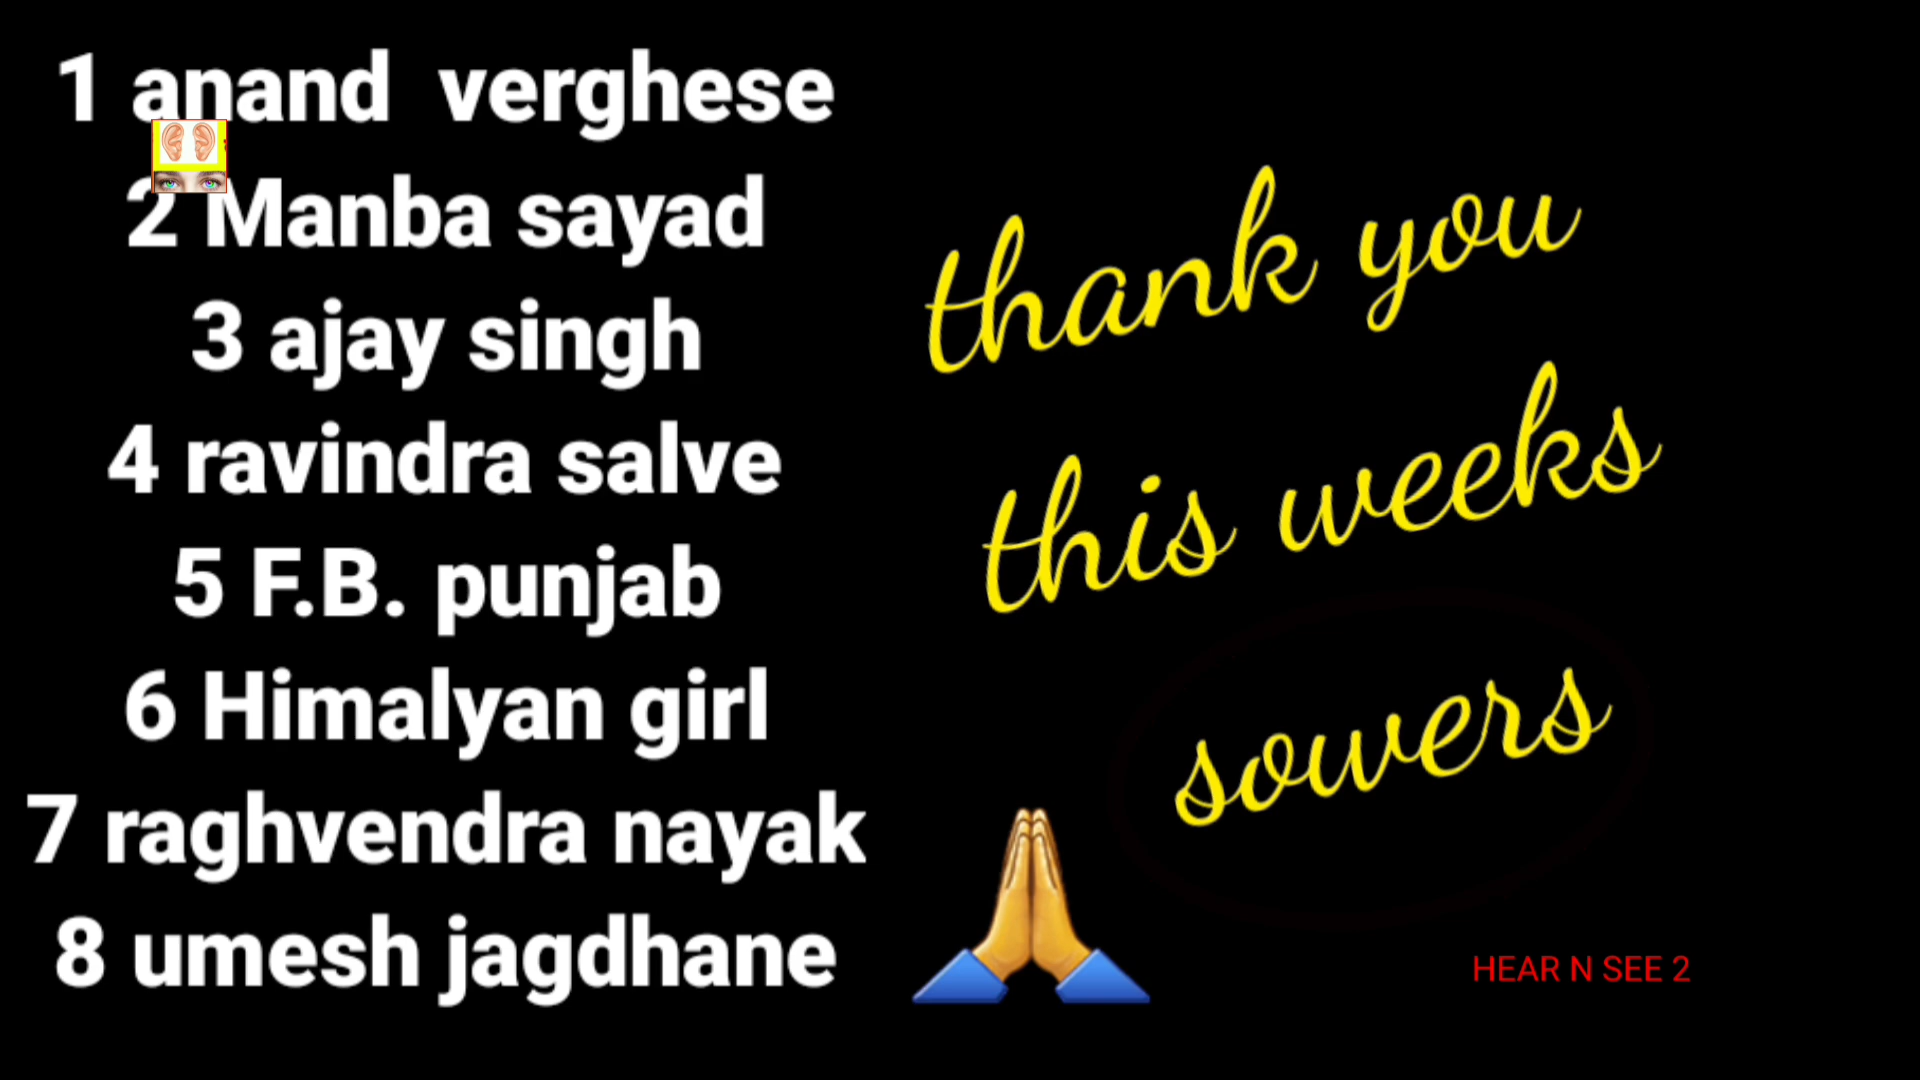 1 anand verghese
2 Manba sayad
3 ajay singh
4 ravindra salve
5 F.B. punjab
6 Himalyan girl
7 raghvendra nayak
8 umesh jagdhane
thank you
this weeks
sowers
HEAR N SEE 2